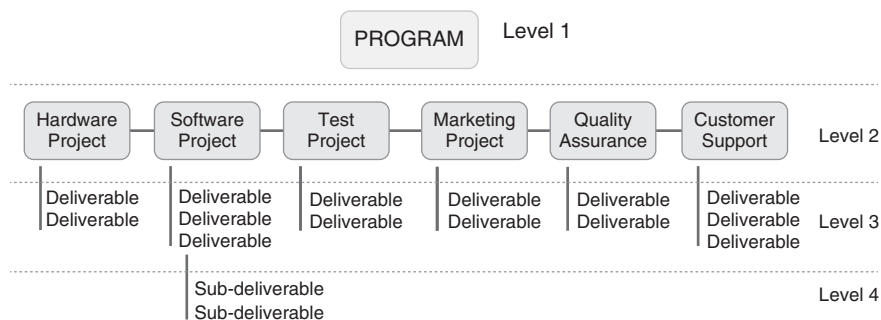 PROGRAM
Level 1
Hardware
Project
Software
Project
Test
Project
Marketing
Project
Quality
Assurance
Customer
Support
Level 2
Deliverable
Deliverable
Deliverable
Deliverable
Deliverable
Deliverable
Deliverable
Deliverable
Deliverable
Deliverable
Deliverable
Deliverable
Deliverable
Deliverable
Level 3
Sub-deliverable
Sub-deliverable
Level 4